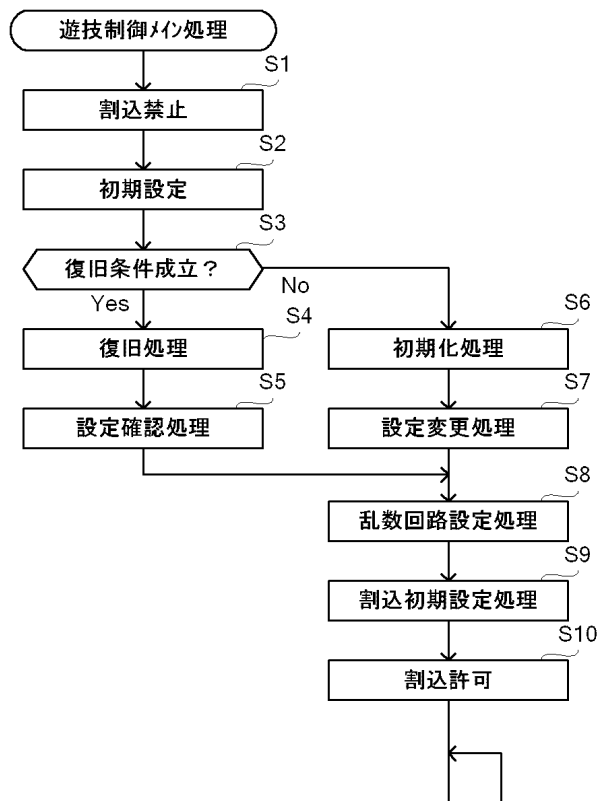 遊技制御ﾒｲﾝ処理
S1
割込禁止
S2
初期設定
S3
復旧条件成立？
Yes
No
S4
復旧処理
S5
設定確認処理
S6
初期化処理
S7
設定変更処理
S8
乱数回路設定処理
S9
割込初期設定処理
S10
割込許可